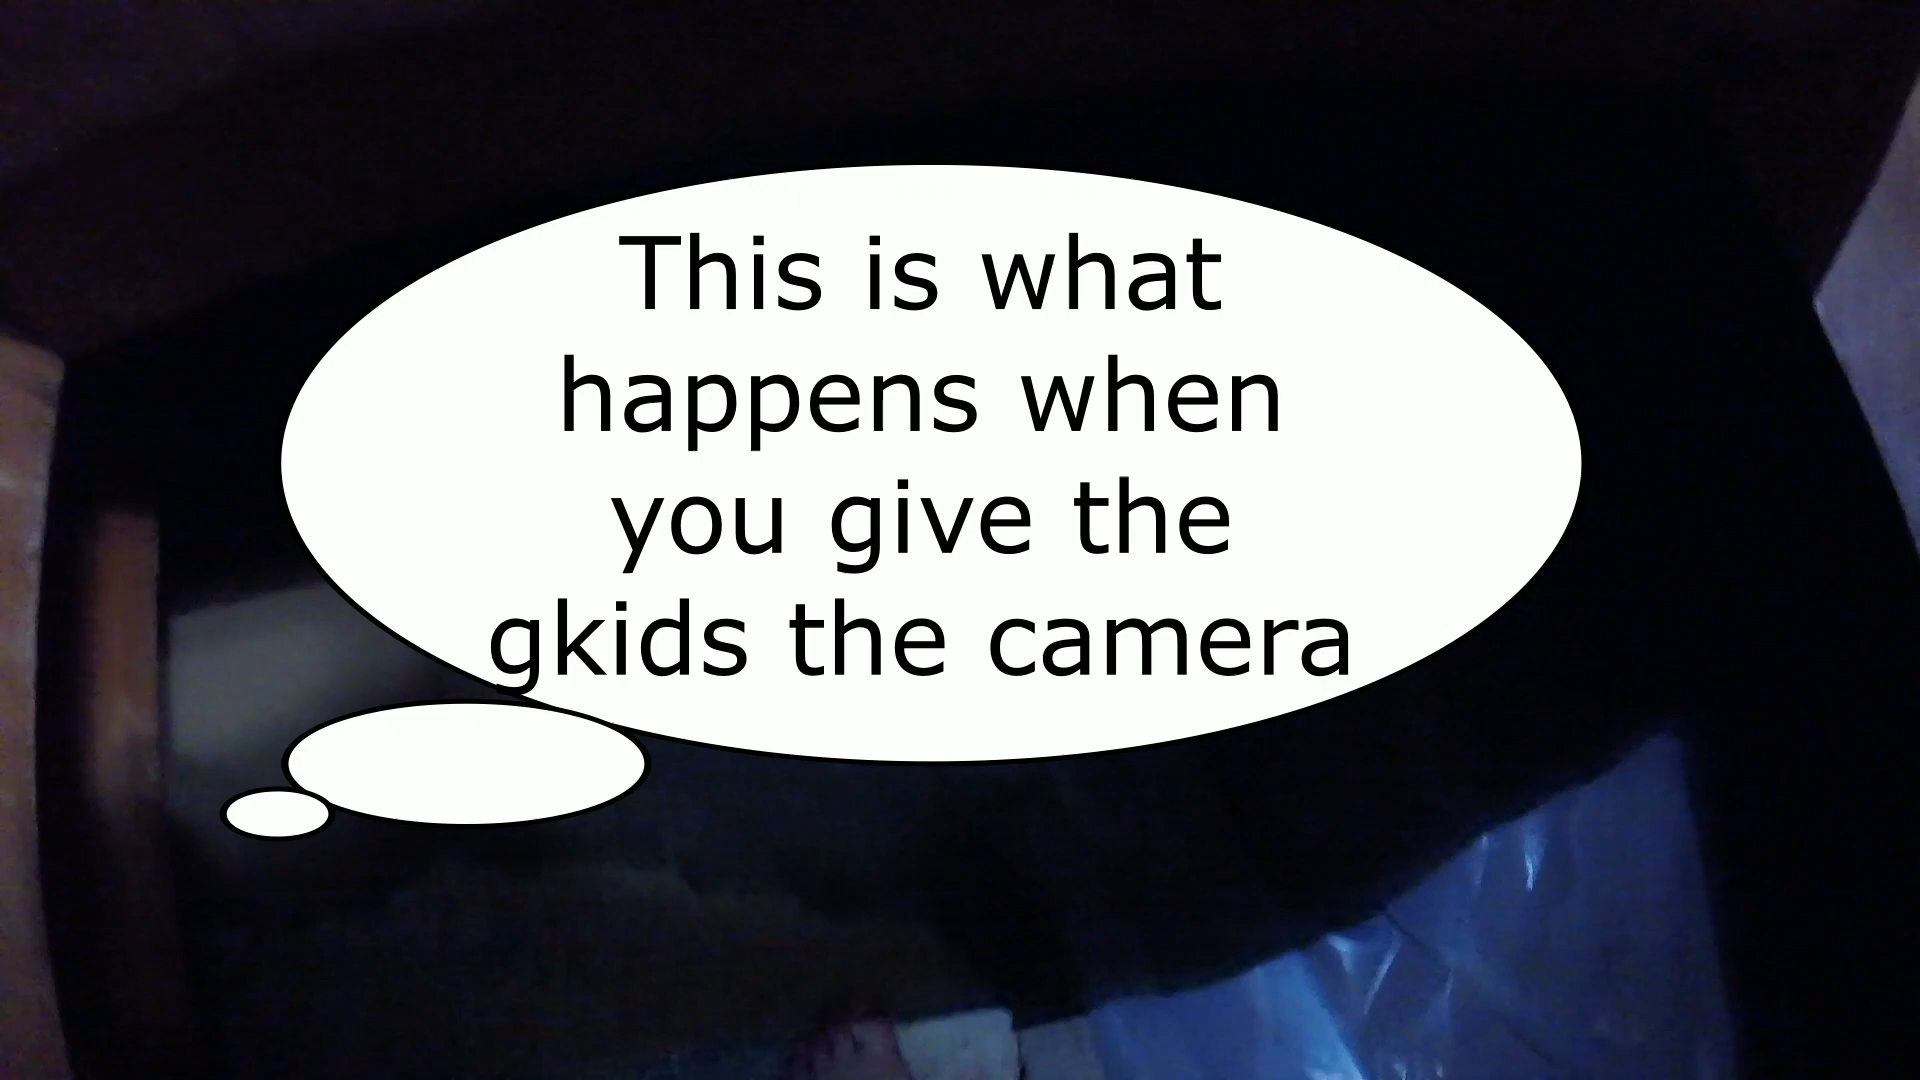 This is what
happens when
you give the
gkids the camera